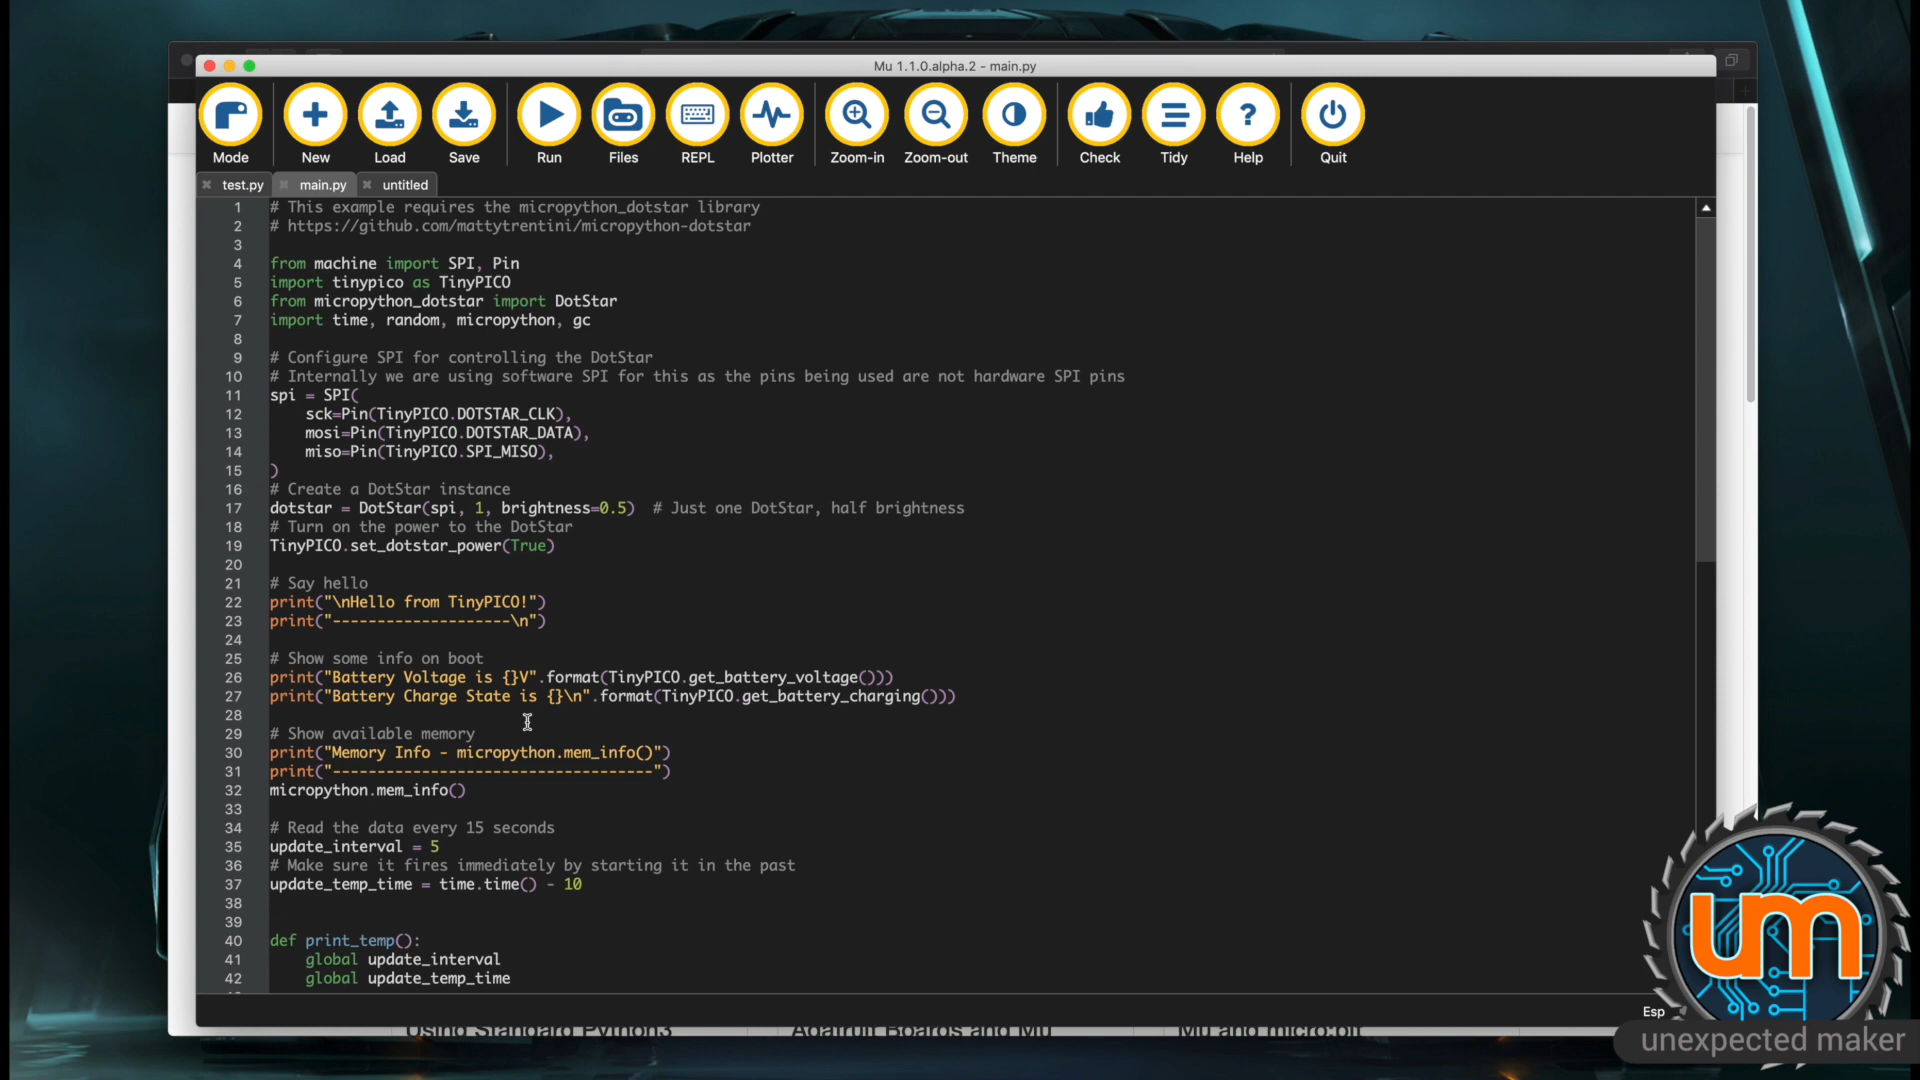 Mu 1.1.0.alpha.2 - main.py
Mode New Load Save Run Files REPL Plotter Zoom-in Zoom-out Theme Check Tidy Help Quit
test.py main.py untitled
1 # This example requires the micropython_dotstar library
2 # https://github.com/mattytrentini/micropython-dotstar
3
4 from machine import SPI, Pin
5 import tinypico as TinyPICO
6 from micropython_dotstar import DotStar
7 import time, random, micropython, gc
8
9 # Configure SPI for controlling the DotStar
10 # Internally we are using software SPI for this as the pins being used are not hardware SPI pins
11 spi = SPI(
12 sck=Pin(TinyPICO.DOTSTAR_CLK),
13 mosi=Pin(TinyPICO.DOTSTAR_DATA),
14 miso=Pin(TinyPICO.SPI_MISO),
15 )
16 # Create a DotStar instance
17 dotstar = DotStar(spi, 1, brightness=0.5)  # Just one DotStar, half brightness
18 # Turn on the power to the DotStar
19 TinyPICO.set_dotstar_power(True)
20
21 # Say hello
22 print("\nHello from TinyPICO!")
23 print("--------------------\n")
24
25 # Show some info on boot
26 print("Battery Voltage is {}V".format(TinyPICO.get_battery_voltage()))
27 print("Battery Charge State is {}\n".format(TinyPICO.get_battery_charging()))
28
29 # Show available memory
30 print("Memory Info - micropython.mem_info()")
31 print("------------------------------------")
32 micropython.mem_info()
33
34 # Read the data every 15 seconds
35 update_interval = 5
36 # Make sure it fires immediately by starting it in the past
37 update_temp_time = time.time() - 10
38
39
40 def print_temp():
41 global update_interval
42 global update_temp_time
Esp
Using Standard Python3 Adafruit Boards and Mu Mu and micro:bit
um
unexpected maker